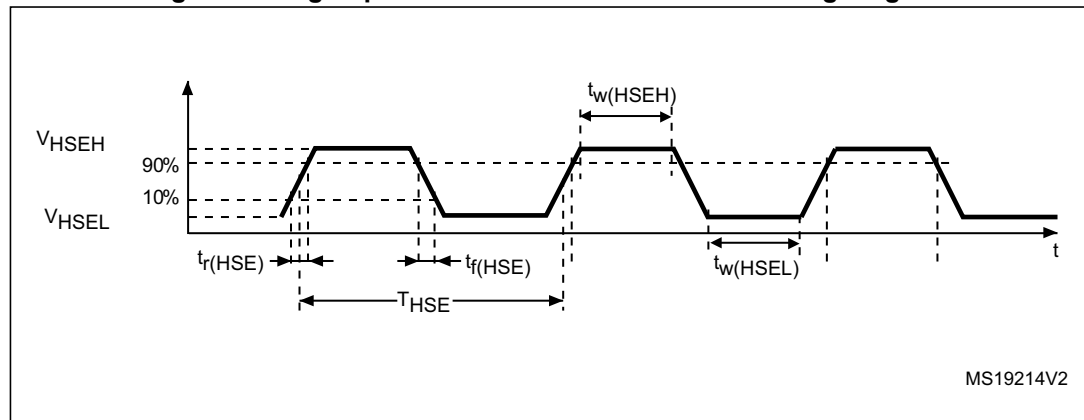 tw(HSEH)
VHSEH
90%
10%
VHSEL
tr(HSE)
tf(HSE)
tw(HSEL)
t
THSE
MS19214V2